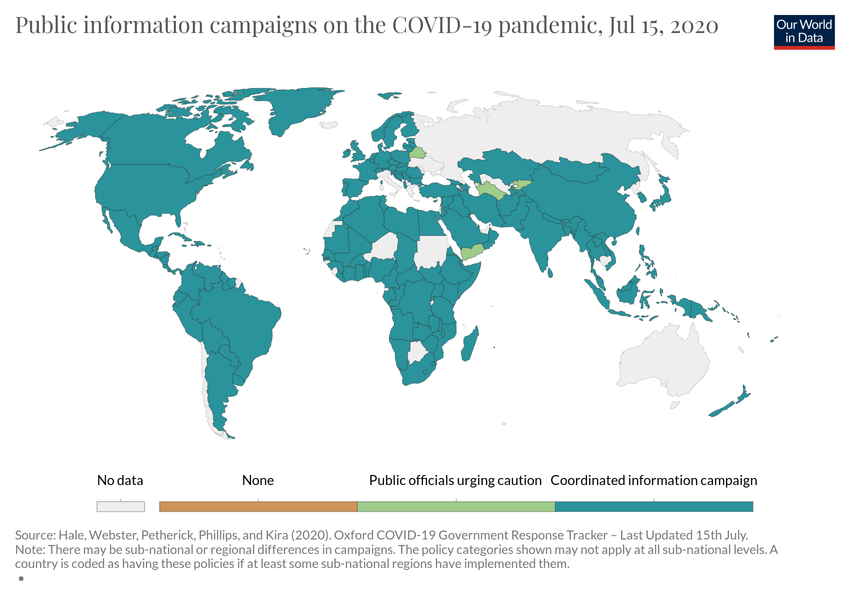 Public information campaigns on the COVID-19 pandemic, Jul 15, 2020
Our World
in Data
No data
None
Public officials urging caution
Coordinated information campaign
Source: Hale, Webster, Petherick, Phillips, and Kira (2020). Oxford COVID-19 Government Response Tracker – Last Updated 15th July.
Note: There may be sub-national or regional differences in campaigns. The policy categories shown may not apply at all sub-national levels. A
country is coded as having these policies if at least some sub-national regions have implemented them.
•